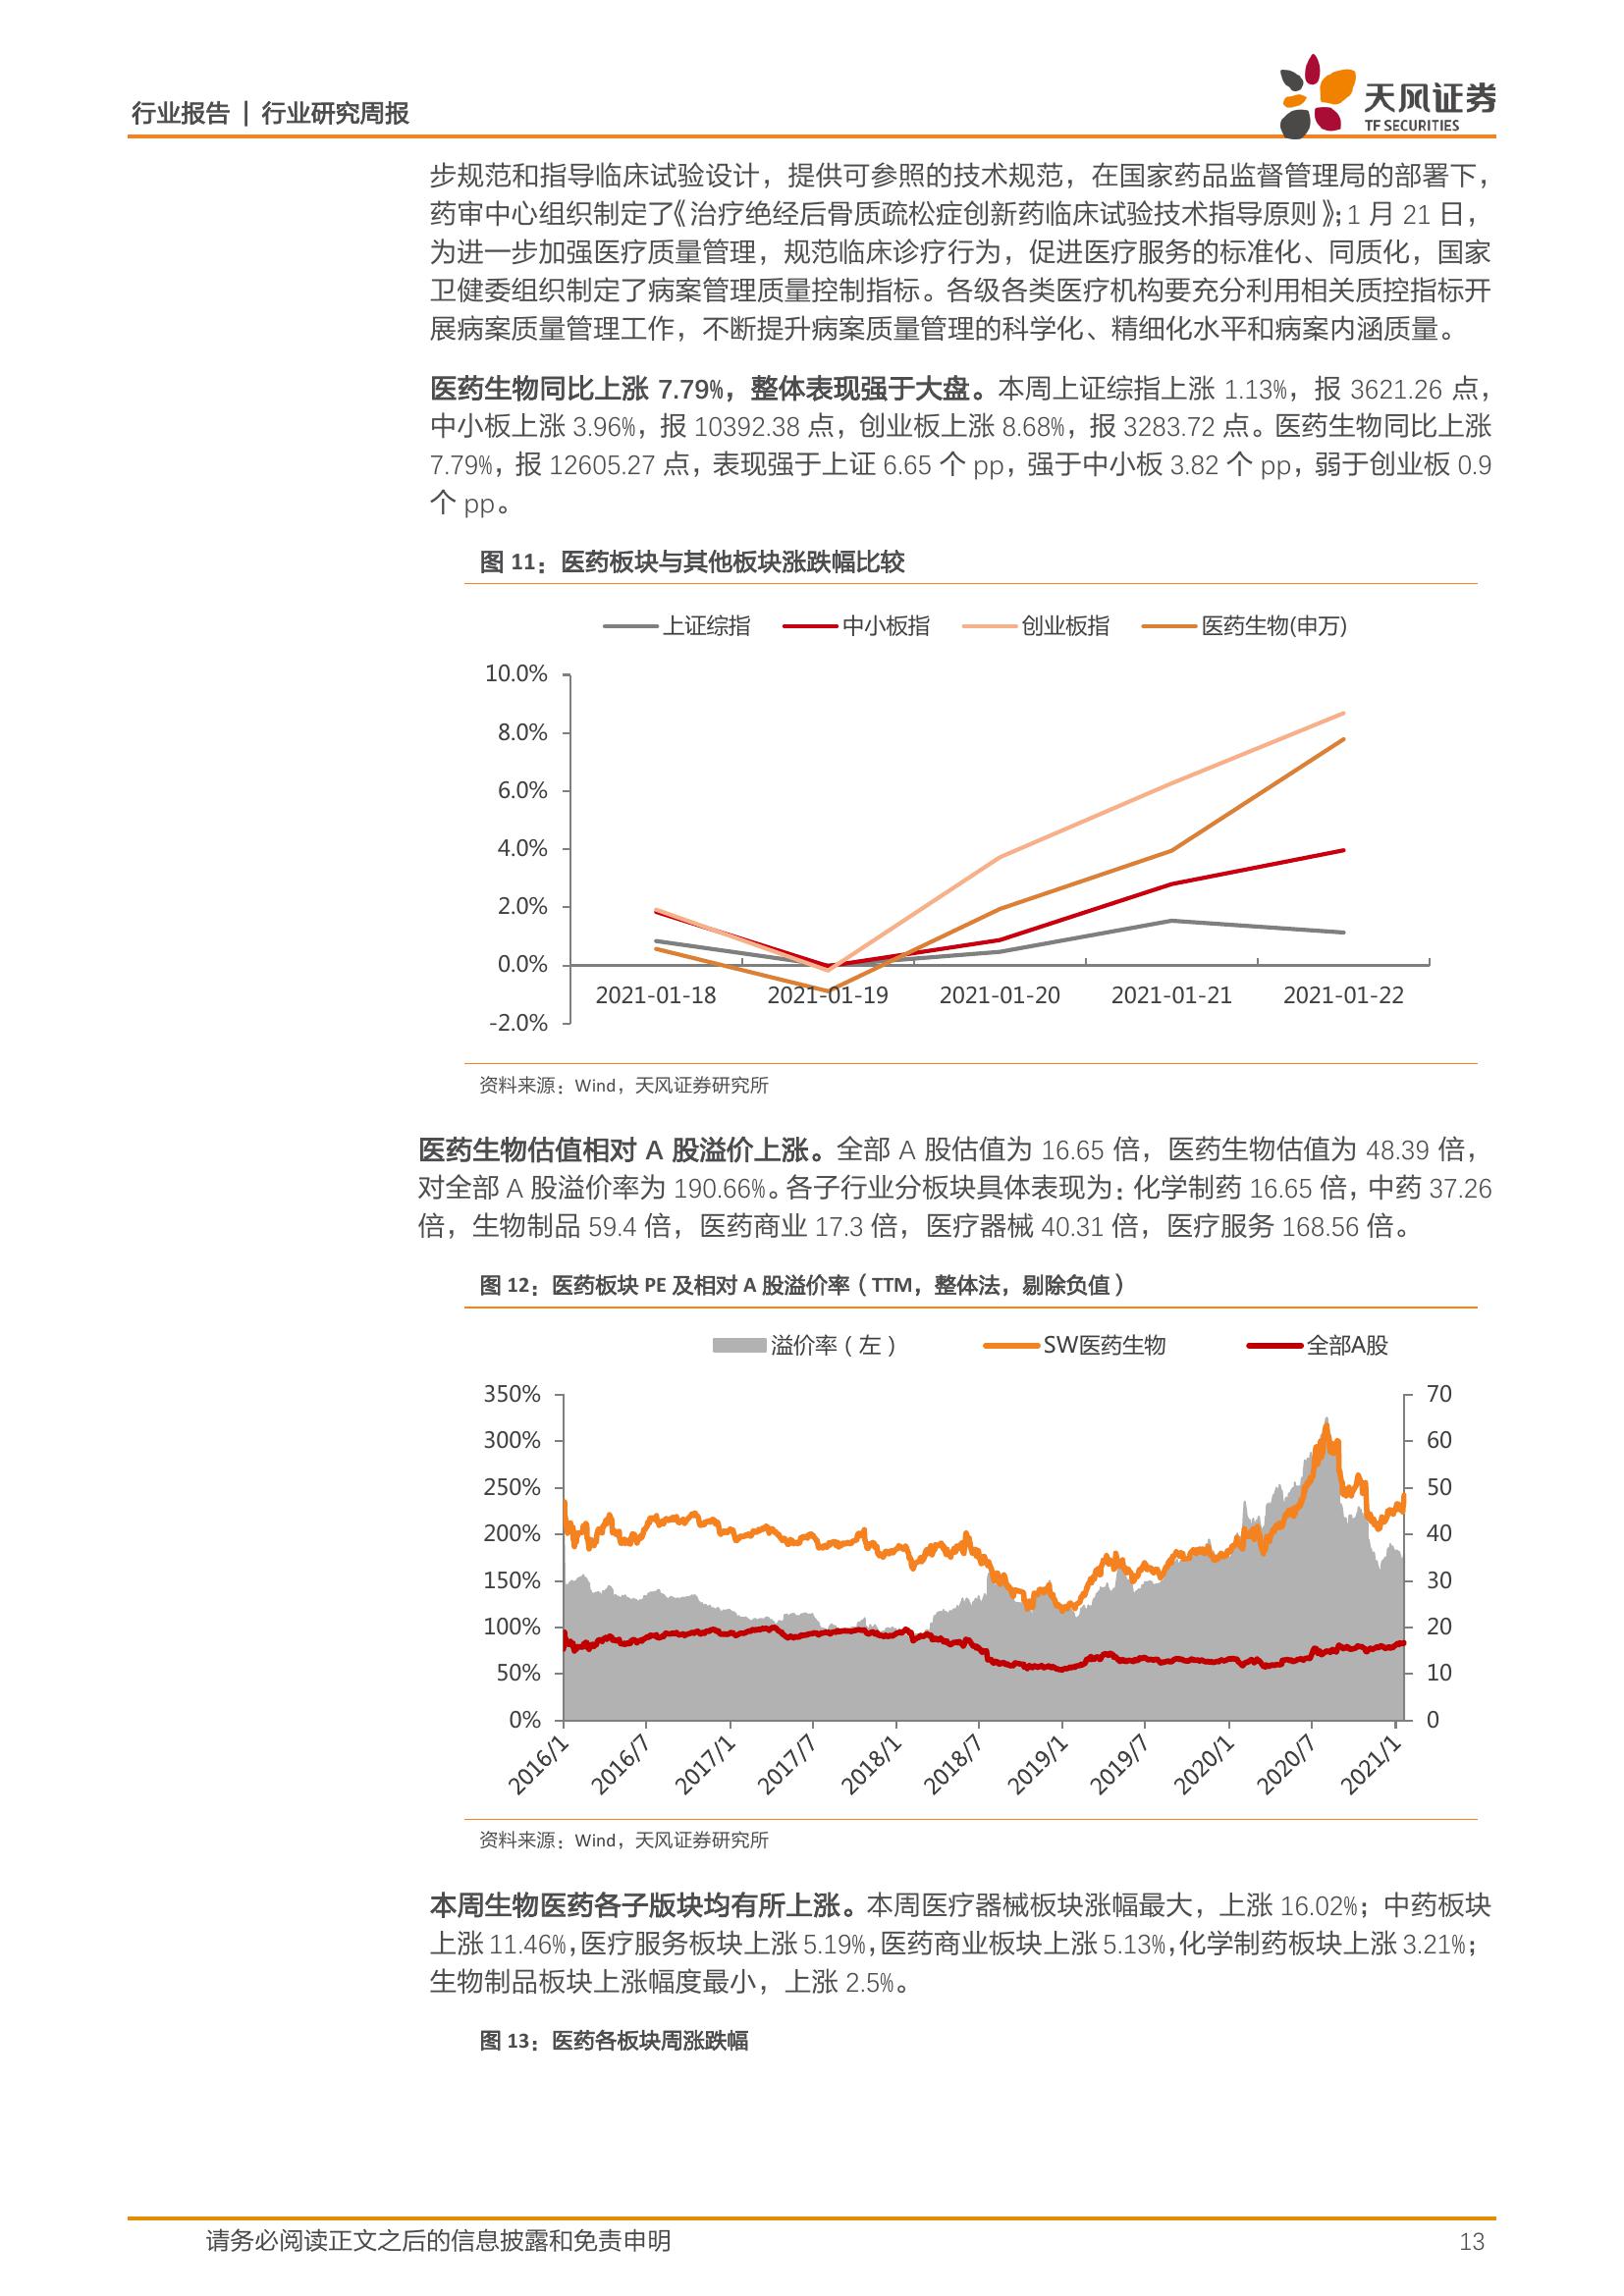 行业报告 | 行业研究周报
天风证券
TF SECURITIES
步规范和指导临床试验设计，提供可参照的技术规范，在国家药品监督管理局的部署下，
药审中心组织制定了《治疗绝经后骨质疏松症创新药临床试验技术指导原则》；1 月 21 日，
为进一步加强医疗质量管理，规范临床诊疗行为，促进医疗服务的标准化、同质化，国家
卫健委组织制定了病案管理质量控制指标。各级各类医疗机构要充分利用相关质控指标开
展病案质量管理工作，不断提升病案质量管理的科学化、精细化水平和病案内涵质量。
医药生物同比上涨 7.79%，整体表现强于大盘。本周上证综指上涨 1.13%，报 3621.26 点，
中小板上涨 3.96%，报 10392.38 点，创业板上涨 8.68%，报 3283.72 点。医药生物同比上涨
7.79%，报 12605.27 点，表现强于上证 6.65 个 pp，强于中小板 3.82 个 pp，弱于创业板 0.9
个 pp。
图 11：医药板块与其他板块涨跌幅比较
上证综指 中小板指 创业板指 医药生物(申万)
10.0%
8.0%
6.0%
4.0%
2.0%
0.0%
2021-01-18 2021-01-19 2021-01-20 2021-01-21 2021-01-22
-2.0%
资料来源：Wind，天风证券研究所
医药生物估值相对 A 股溢价上涨。全部 A 股估值为 16.65 倍，医药生物估值为 48.39 倍，
对全部 A 股溢价率为 190.66%。各子行业分板块具体表现为：化学制药 16.65 倍，中药 37.26
倍，生物制品 59.4 倍，医药商业 17.3 倍，医疗器械 40.31 倍，医疗服务 168.56 倍。
图 12：医药板块 PE 及相对 A 股溢价率（TTM，整体法，剔除负值）
溢价率（左） SW医药生物 全部A股
350% 70
300% 60
250% 50
200% 40
150% 30
100% 20
50% 10
0% 0
2016/1 2016/7 2017/1 2017/7 2018/1 2018/7 2019/1 2019/7 2020/1 2020/7 2021/1
资料来源：Wind，天风证券研究所
本周生物医药各子版块均有所上涨。本周医疗器械板块涨幅最大，上涨 16.02%；中药板块
上涨 11.46%，医疗服务板块上涨 5.19%，医药商业板块上涨 5.13%，化学制药板块上涨 3.21%；
生物制品板块上涨幅度最小，上涨 2.5%。
图 13：医药各板块周涨跌幅
请务必阅读正文之后的信息披露和免责申明 13